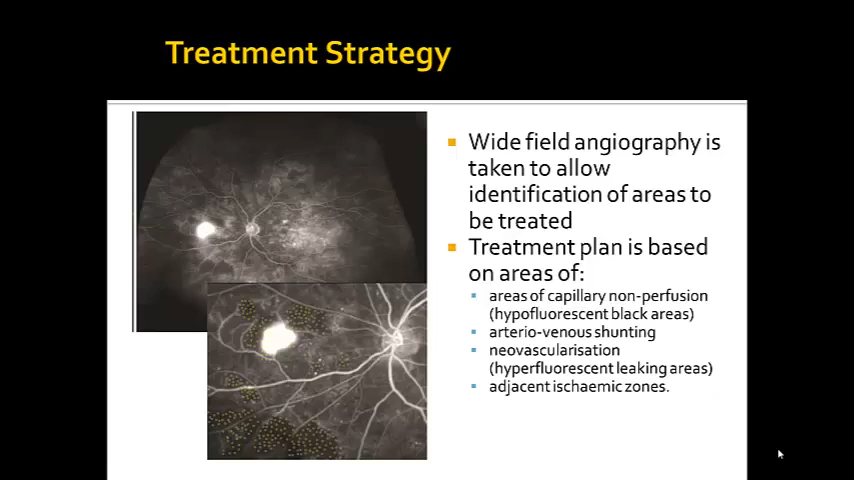 Treatment Strategy
Wide field angiography is
taken to allow
identification of areas to
be treated
Treatment plan is based
on areas of:
areas of capillary non-perfusion
(hypofluorescent black areas)
arterio-venous shunting
neovascularisation
(hyperfluorescent leaking areas)
adjacent ischaemic zones.